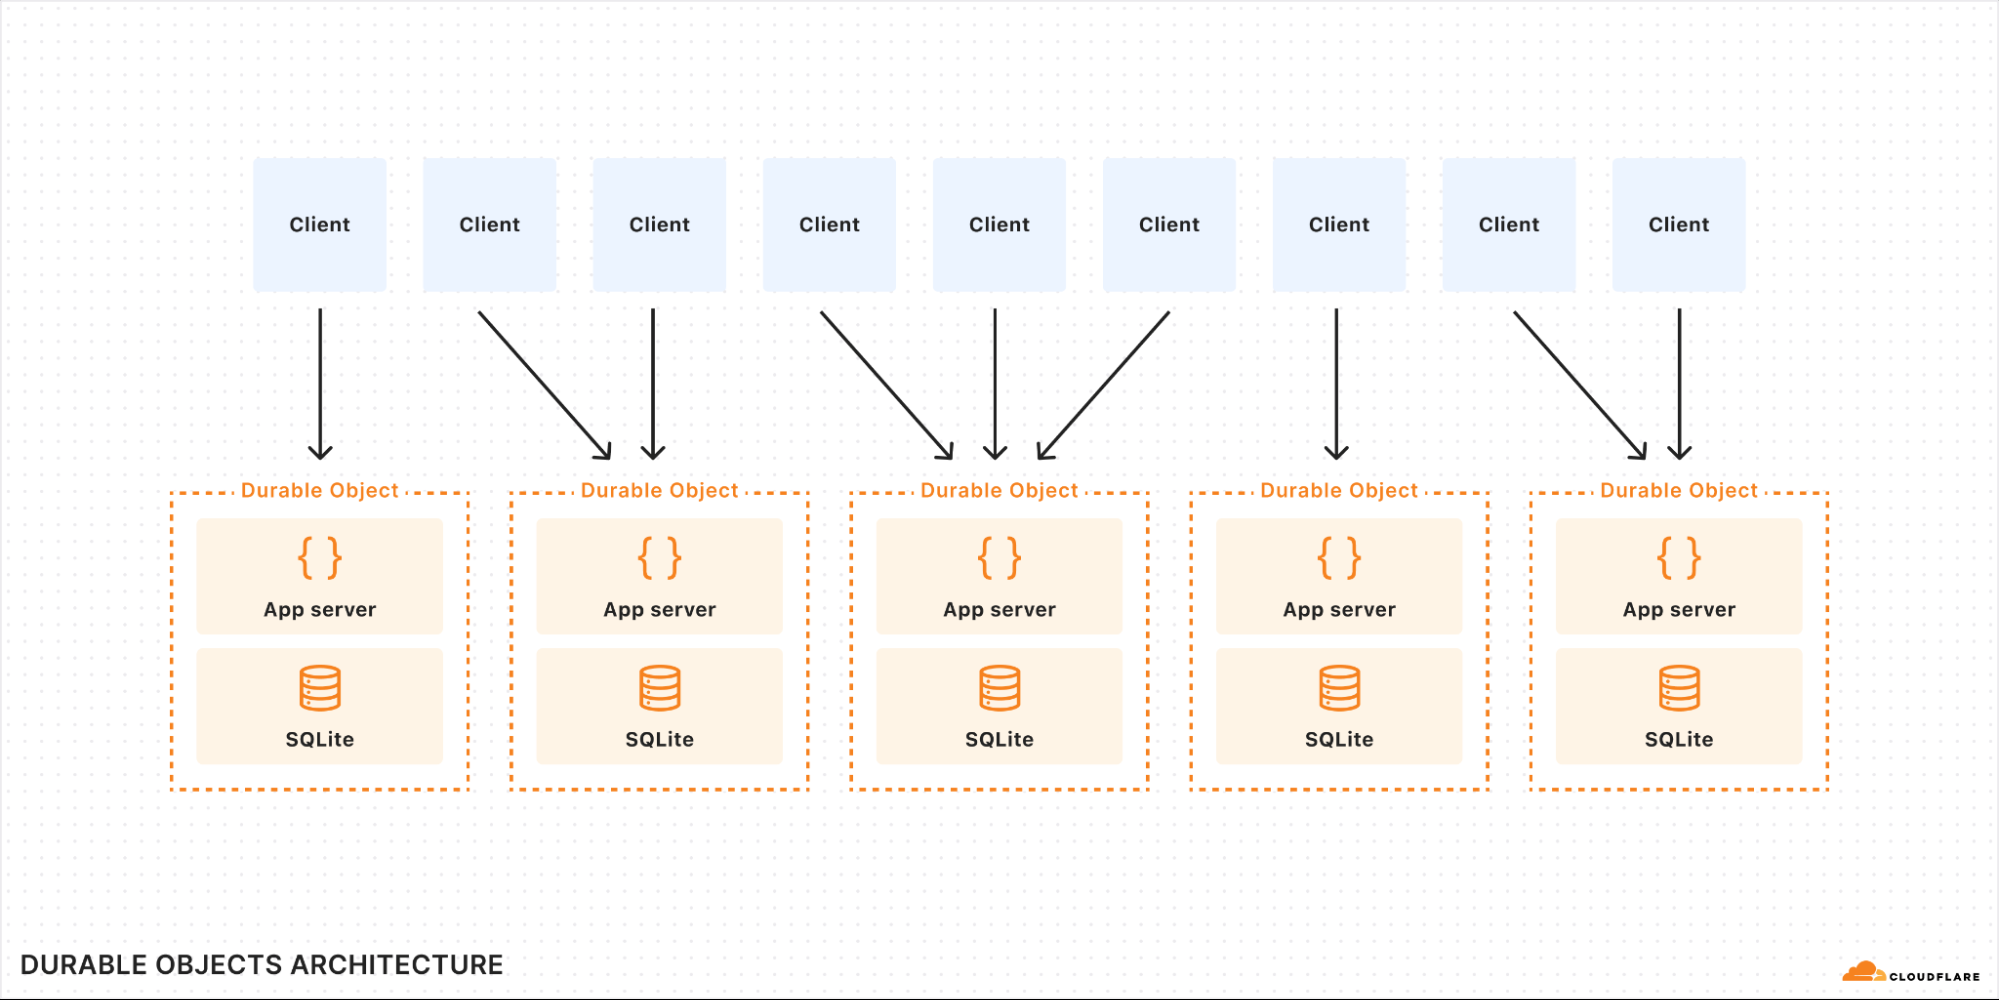 Client
Client
Client
Client
Client
Client
Client
Client
Client
Durable Object
Durable Object
Durable Object
Durable Object
Durable Object
{ }
{ }
{ }
{ }
{ }
App server
App server
App server
App server
App server
SQLite
SQLite
SQLite
SQLite
SQLite
DURABLE OBJECTS ARCHITECTURE
CLOUDFLARE